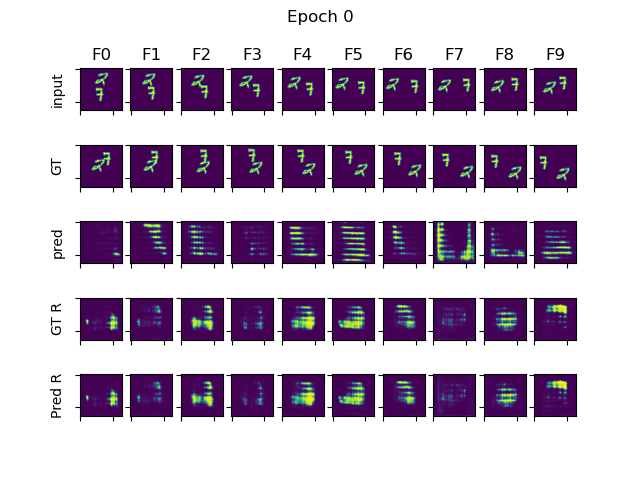 Epoch 0
F0 F1 F2 F3 F4 F5 F6 F7 F8 F9
input
GT
pred
GT R
Pred R